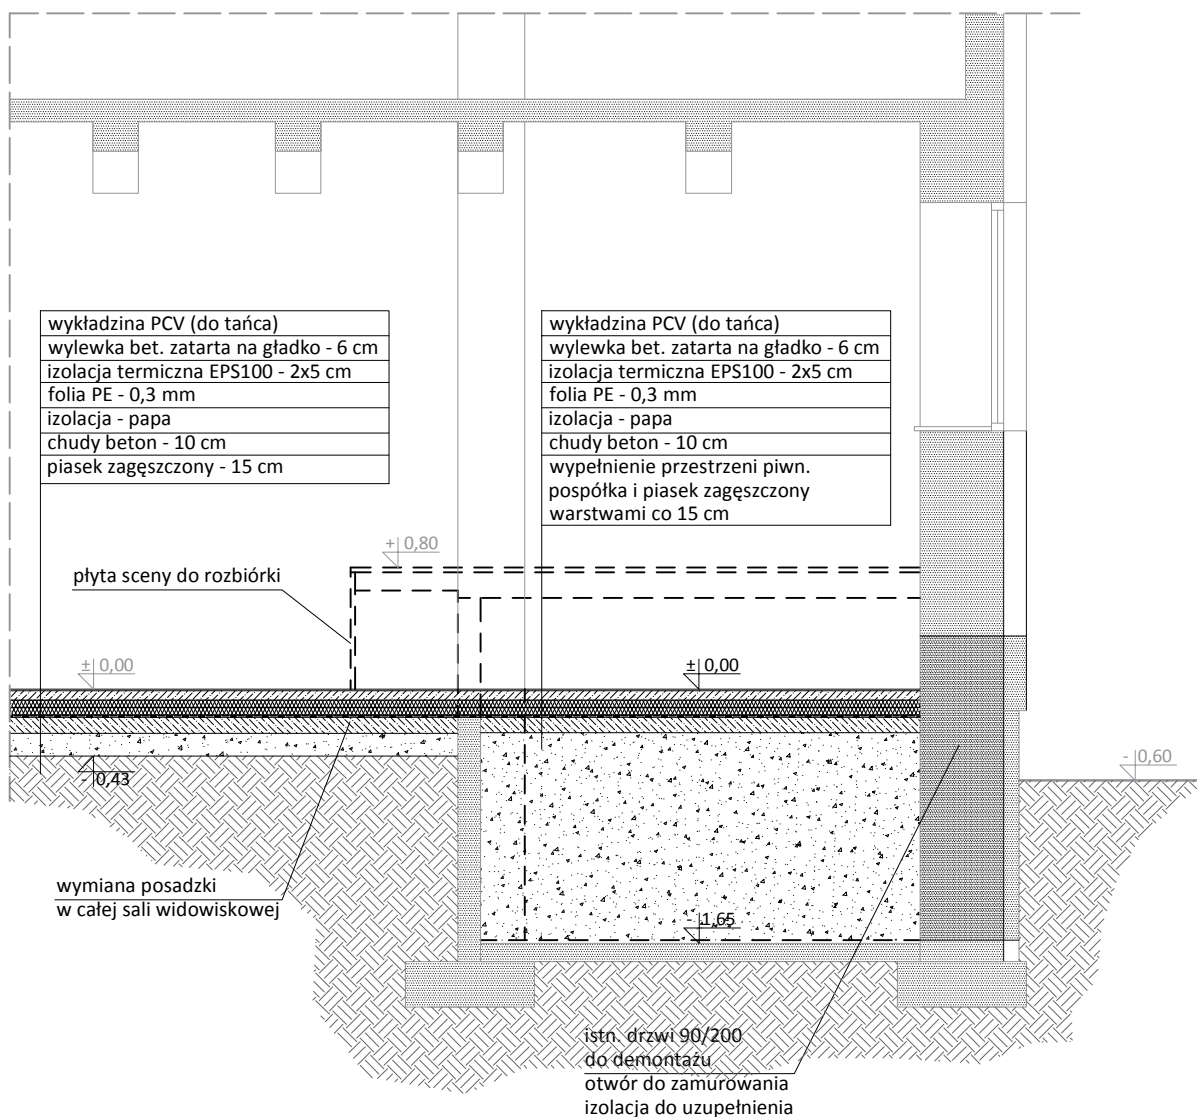 wykładzina PCV (do tańca)
wylewka bet. zatarta na gładko - 6 cm
izolacja termiczna EPS100 - 2x5 cm
folia PE - 0,3 mm
izolacja - papa
chudy beton - 10 cm
piasek zagęszczony - 15 cm
wykładzina PCV (do tańca)
wylewka bet. zatarta na gładko - 6 cm
izolacja termiczna EPS100 - 2x5 cm
folia PE - 0,3 mm
izolacja - papa
chudy beton - 10 cm
wypełnienie przestrzeni piwn.
pospółka i piasek zagęszczony
warstwami co 15 cm
+ 0,80
płyta sceny do rozbiórki
± 0,00
± 0,00
- 0,43
- 0,60
wymiana posadzki
w całej sali widowiskowej
- 1,65
istn. drzwi 90/200
do demontażu
otwór do zamurowania
izolacja do uzupełnienia